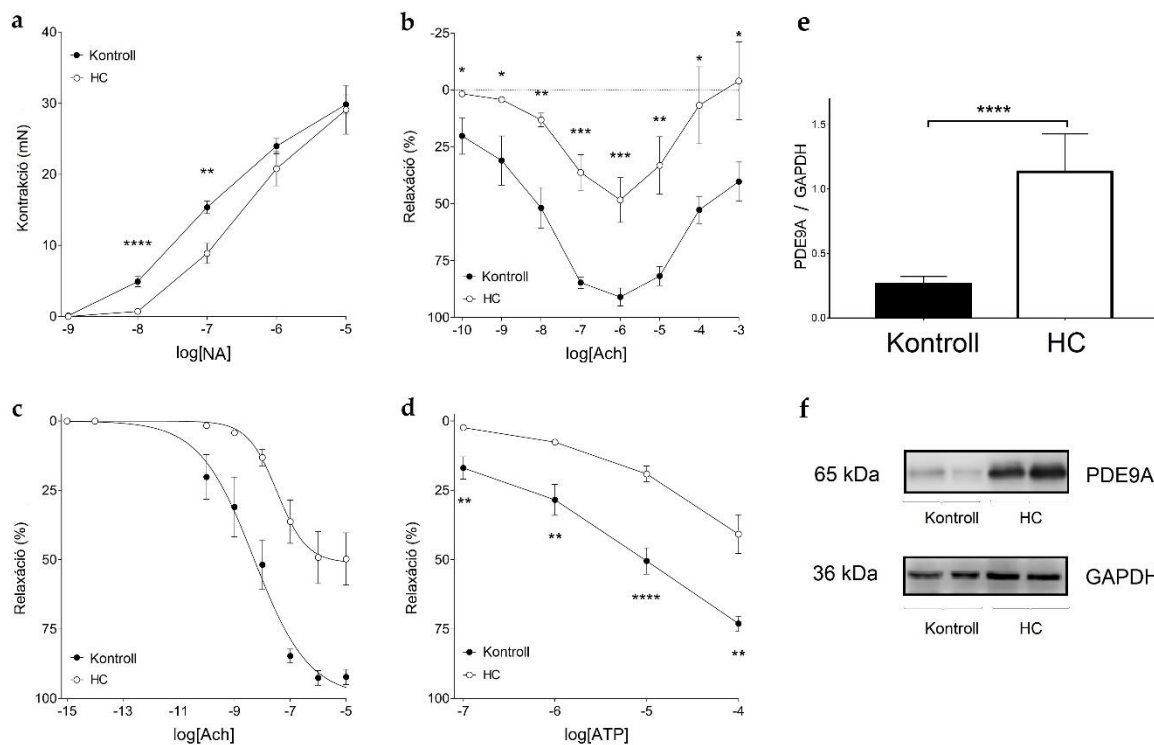 a
Kontroll
HC
40
30
20
10
0
Kontrakció (mN)
****
**
-9 -8 -7 -6 -5
log[NA]
b
-25
0
25
50
75
100
Relaxáció (%)
* * ** *** *** ** * *
Kontroll
HC
-10 -9 -8 -7 -6 -5 -4 -3
log[Ach]
e
****
1.5
1.0
0.5
0.0
PDE9A / GAPDH
Kontroll HC
c
0
25
50
75
100
Relaxáció (%)
Kontroll
HC
-15 -13 -11 -9 -7 -5
log[Ach]
d
0
25
50
75
100
Relaxáció (%)
** ** **** **
Kontroll
HC
-7 -6 -5 -4
log[ATP]
f
65 kDa PDE9A
Kontroll HC
36 kDa GAPDH
Kontroll HC